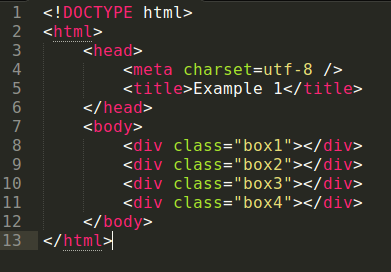 1 <!DOCTYPE html>
2 <html>
3     <head>
4         <meta charset=utf-8 />
5         <title>Example 1</title>
6     </head>
7     <body>
8         <div class="box1"></div>
9         <div class="box2"></div>
10         <div class="box3"></div>
11         <div class="box4"></div>
12     </body>
13 </html>